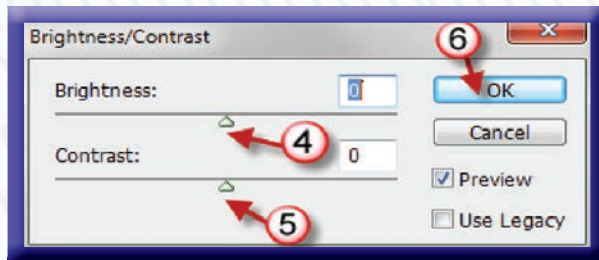 Brightness/Contrast
6
Brightness:
0
OK
4
Cancel
Contrast:
0
Preview
5
Use Legacy